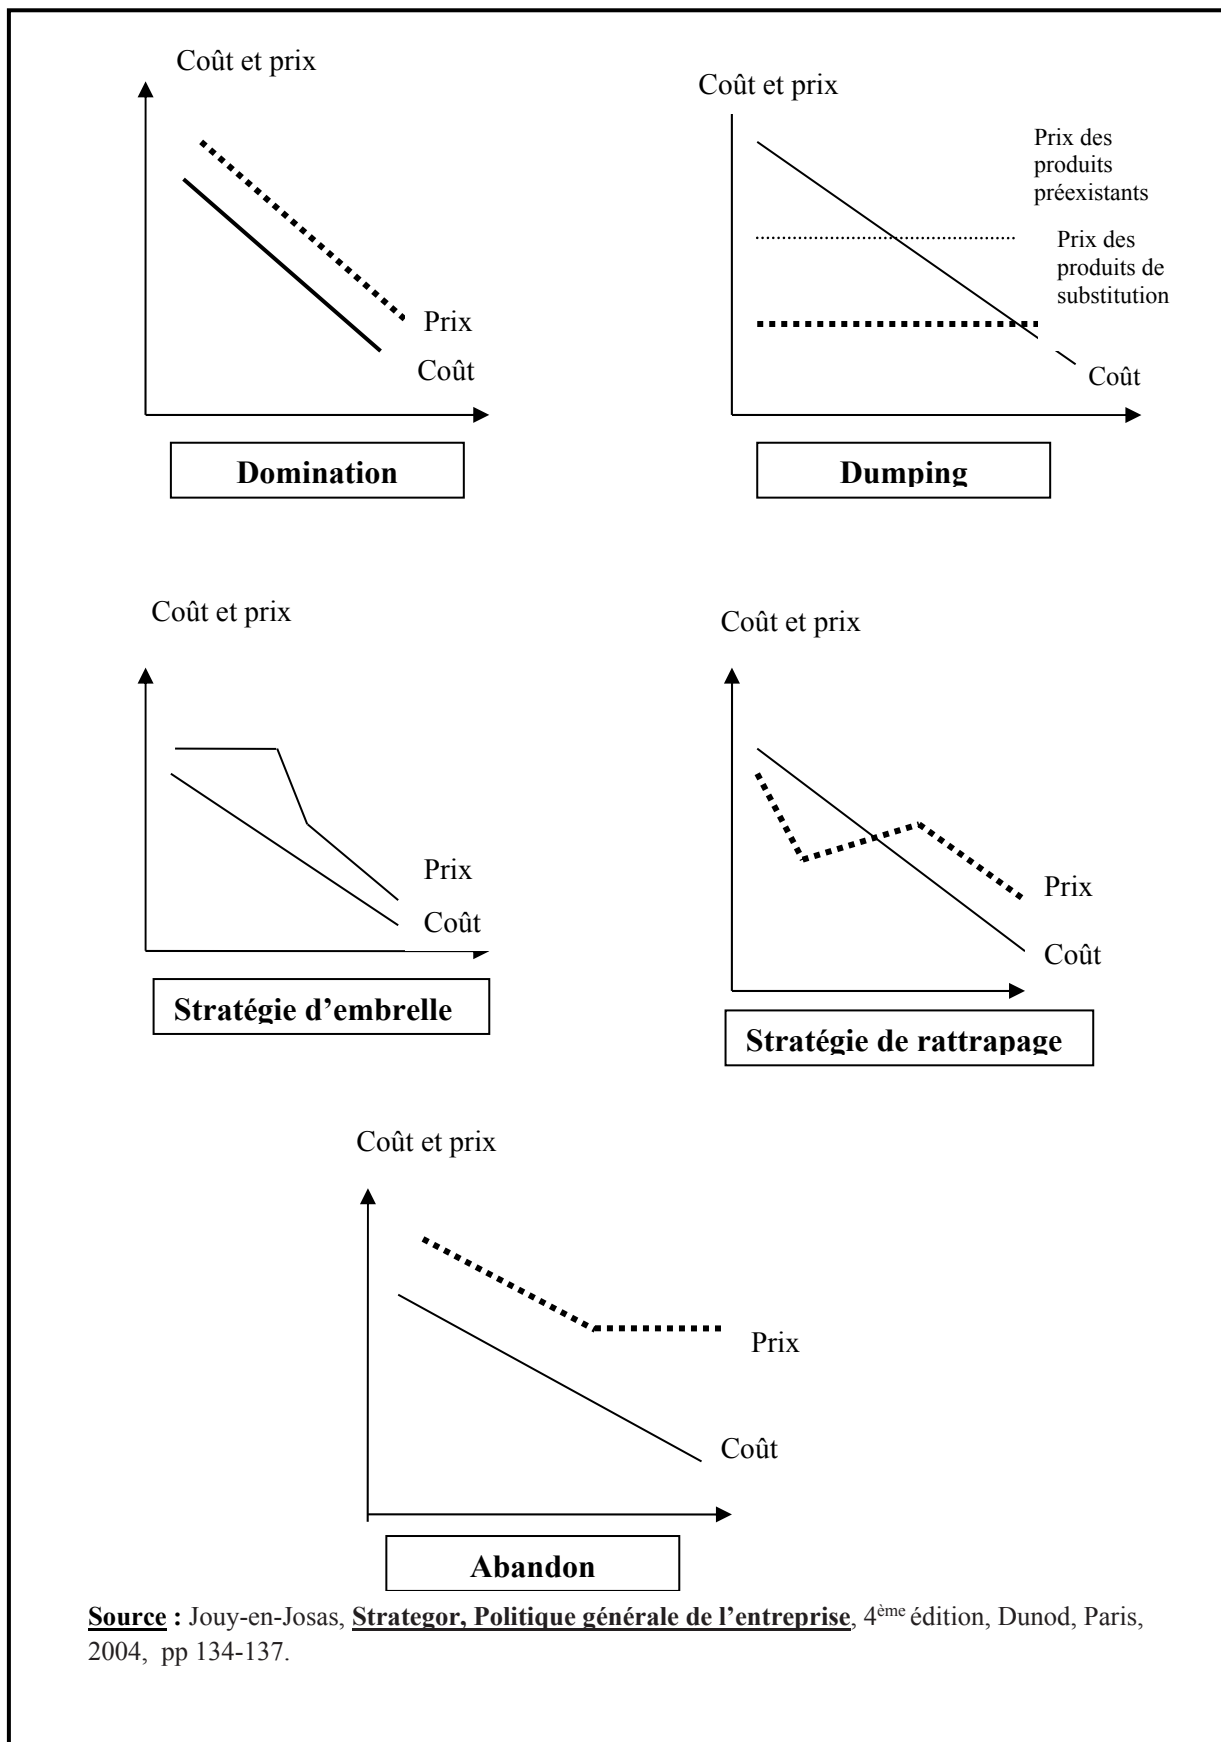 Coût et prix
Prix
Coût
Domination
Coût et prix
Prix des
produits
préexistants
Prix des
produits de
substitution
Coût
Dumping
Coût et prix
Prix
Coût
Stratégie d’embrelle
Coût et prix
Prix
Coût
Stratégie de rattrapage
Coût et prix
Prix
Coût
Abandon
Source : Jouy-en-Josas, Strategor, Politique générale de l’entreprise, 4ème édition, Dunod, Paris,
2004, pp 134-137.